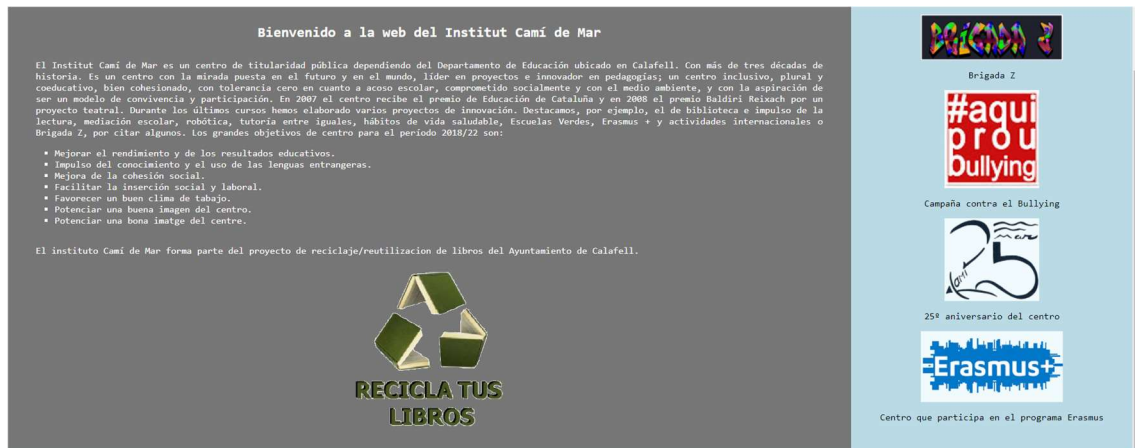 Bienvenido a la web del Institut Camí de Mar
El Institut Camí de Mar es un centro de titularidad pública dependiendo del Departamento de Educación ubicado en Calafell. Con más de tres décadas de
historia. Es un centro con la mirada puesta en el futuro y en el mundo, líder en proyectos e innovador en pedagogías; un centro inclusivo, plural y
coeducativo, bien cohesionado, con tolerancia cero en cuanto a acoso escolar, comprometido socialmente y con el medio ambiente, y con la aspiración de
ser un modelo de convivencia y participación. En 2007 el centro recibe el premio de Educación de Cataluña y en 2008 el premio Baldiri Reixach por un
proyecto teatral. Durante los últimos cursos hemos elaborado varios proyectos de innovación. Destacamos, por ejemplo, el de biblioteca e impulso de la
lectura, mediación escolar, robótica, tutoría entre iguales, hábitos de vida saludable, Escuelas Verdes, Erasmus + y actividades internacionales o
Brigada Z, por citar algunos. Los grandes objetivos de centro para el período 2018/22 son:
▪ Mejorar el rendimiento y de los resultados educativos.
▪ Impulso del conocimiento y el uso de las lenguas entrangeras.
▪ Mejora de la cohesión social.
▪ Facilitar la inserción social y laboral.
▪ Favorecer un buen clima de tabajo.
▪ Potenciar una buena imagen del centro.
▪ Potenciar una bona imatge del centre.
El instituto Camí de Mar forma parte del proyecto de reciclaje/reutilizacion de libros del Ayuntamiento de Calafell.
RECICLA TUS
LIBROS
BRIGADA Z
Brigada Z
#aquí
prou
bullying
Campaña contra el Bullying
mar
Camí
25
25º aniversario del centro
Erasmus+
Centro que participa en el programa Erasmus